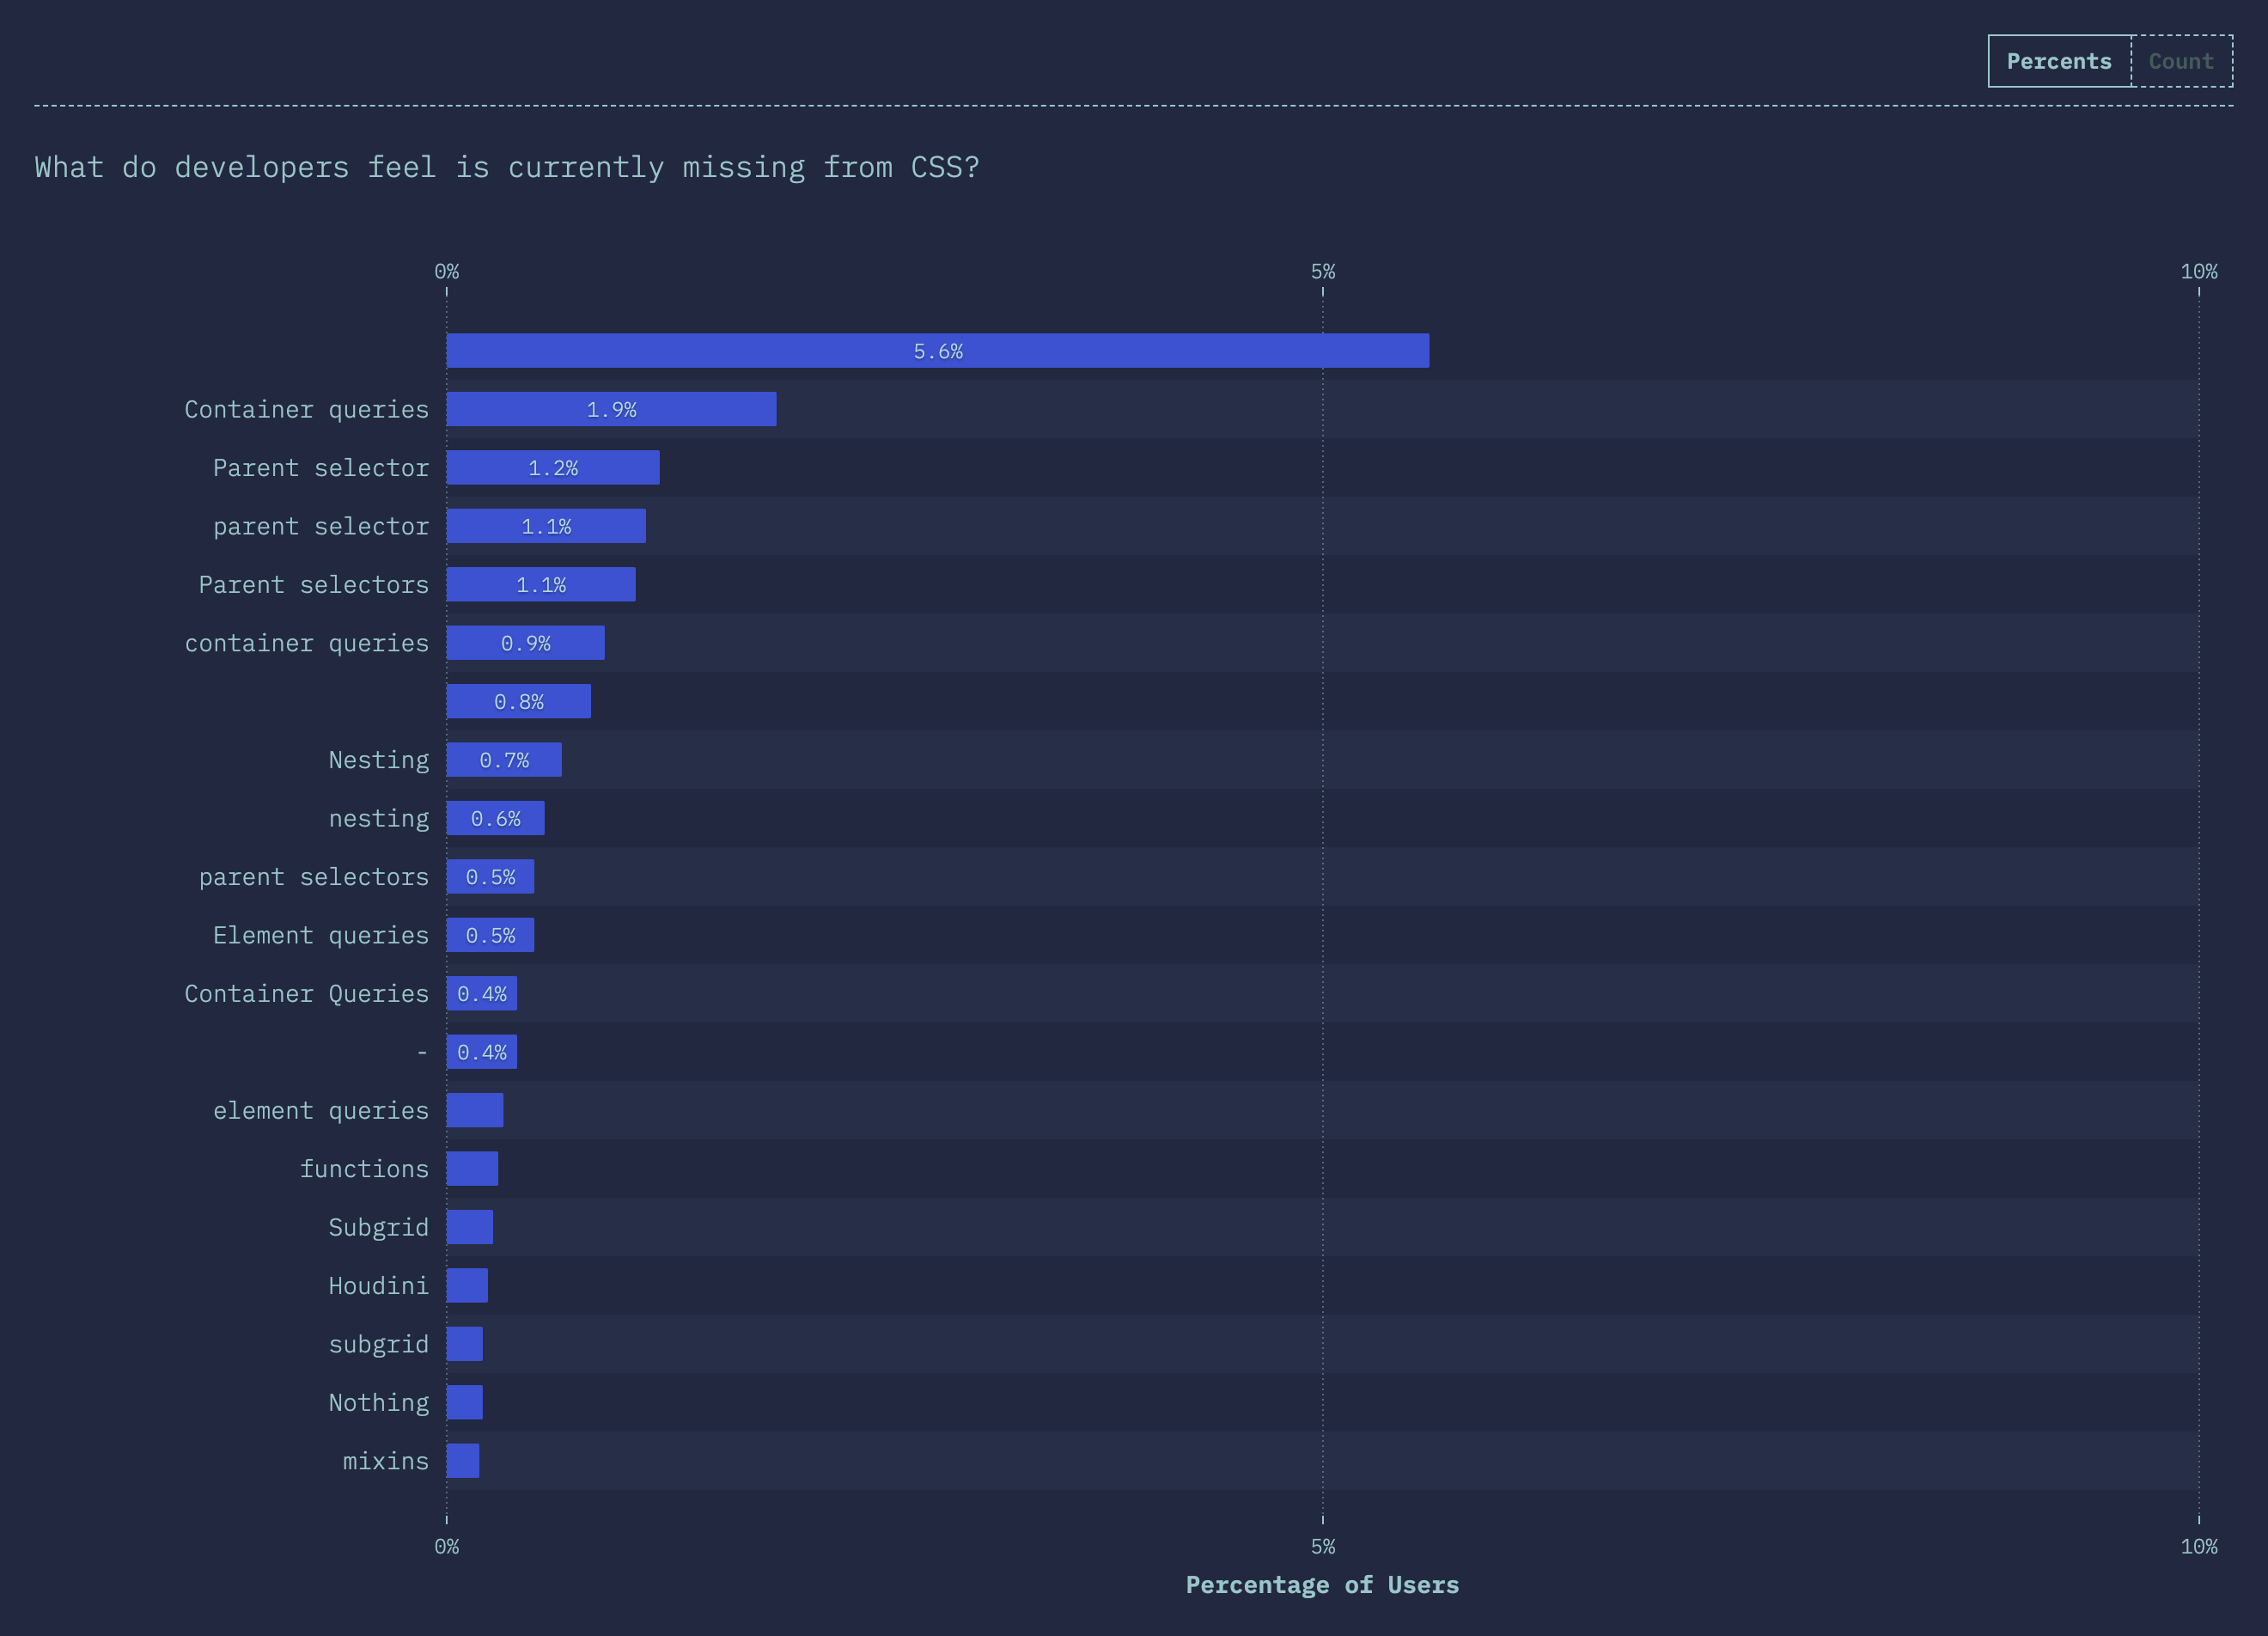 Percents Count
What do developers feel is currently missing from CSS?
0% 5% 10%
5.6%
Container queries 1.9%
Parent selector 1.2%
parent selector 1.1%
Parent selectors 1.1%
container queries 0.9%
0.8%
Nesting 0.7%
nesting 0.6%
parent selectors 0.5%
Element queries 0.5%
Container Queries 0.4%
- 0.4%
element queries
functions
Subgrid
Houdini
subgrid
Nothing
mixins
0% 5% 10%
Percentage of Users